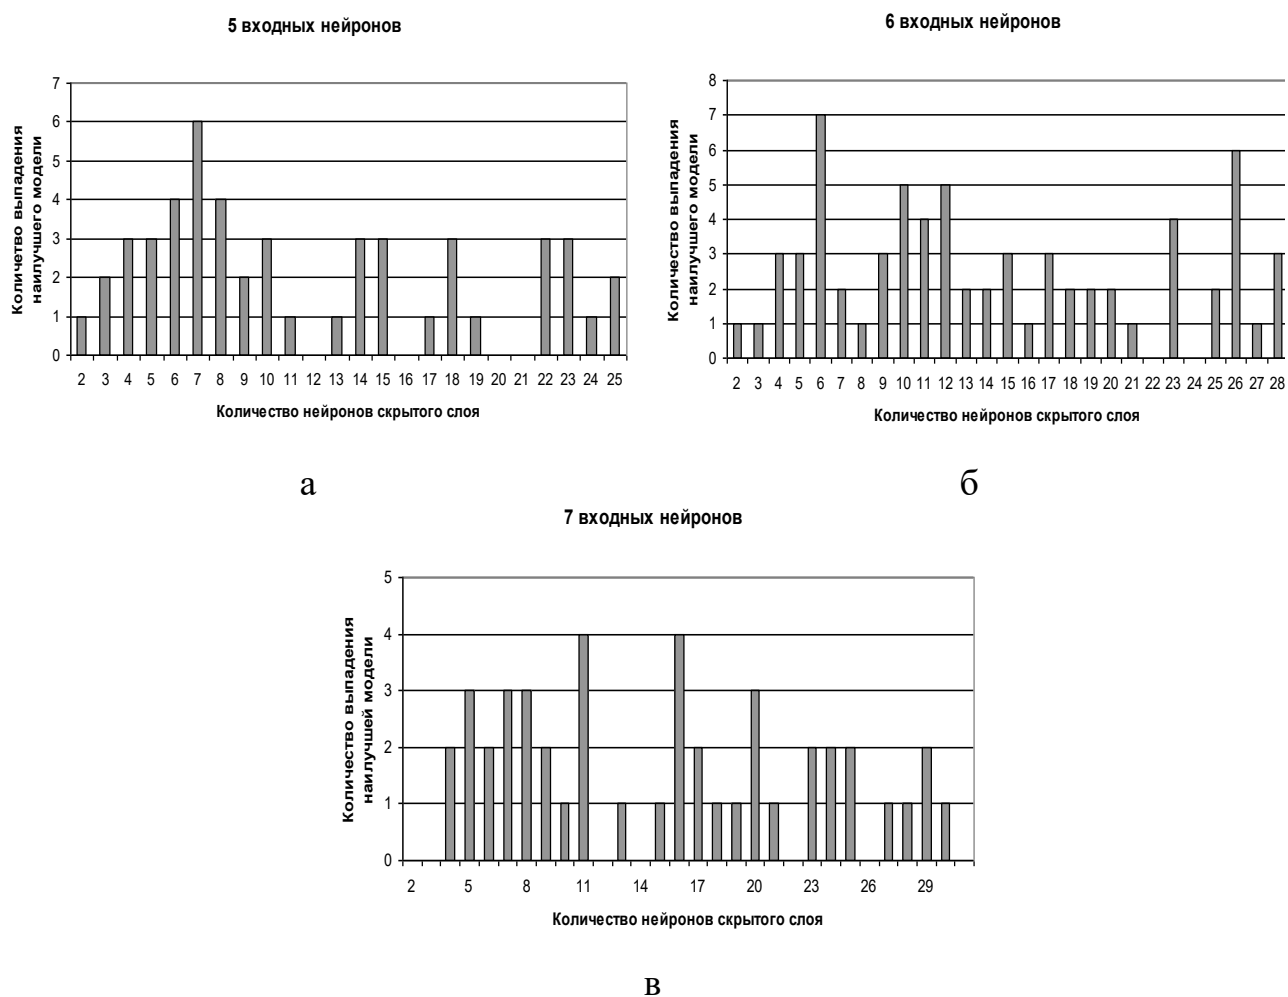 5 входных нейронов
Количетво выпадения
наилучшего модели
7
6
5
4
3
2
1
0
2 3 4 5 6 7 8 9 10 11 12 13 14 15 16 17 18 19 20 21 22 23 24 25
Количество нейронов скрытого слоя
а
6 входных нейронов
Количество выпадения
наилучшего модели
8
7
6
5
4
3
2
1
0
2 3 4 5 6 7 8 9 10 11 12 13 14 15 16 17 18 19 20 21 22 23 24 25 26 27 28
Количество нейронов скрытого слоя
б
7 входных нейронов
Количество выпадения
наилучшей модели
5
4
3
2
1
0
2 5 8 11 14 17 20 23 26 29
Количество нейронов скрытого слоя
в